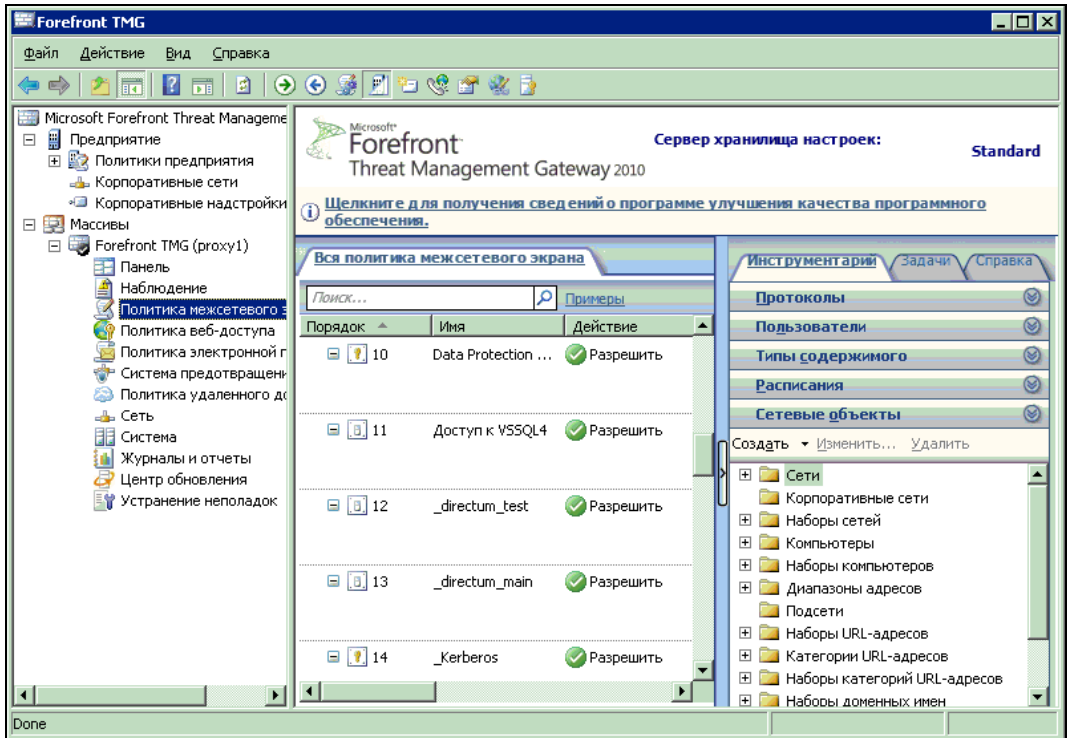 Forefront TMG
Файл Действие Вид Справка
Microsoft Forefront Threat Manageme
Предприятие
Политики предприятия
Корпоративные сети
Корпоративные надстройки
Массивы
Forefront TMG (proxy1)
Панель
Наблюдение
Политика межсетевого э
Политика веб-доступа
Политика электронной п
Система предотвращени
Политика удаленного до
Сеть
Система
Журналы и отчеты
Центр обновления
Устранение неполадок
Microsoft
Forefront
Threat Management Gateway 2010
Сервер хранилища настроек:
Standard
Щелкните для получения сведений о программе улучшения качества программного
обеспечения.
Вся политика межсетевого экрана
Поиск... Примеры
Порядок Имя Действие
10 Data Protection ... Разрешить
11 Доступ к VSSQL4 Разрешить
12 _directum_test Разрешить
13 _directum_main Разрешить
14 _Kerberos Разрешить
Инструментарий Задачи Справка
Протоколы
Пользователи
Типы содержимого
Расписания
Сетевые объекты
Создать Изменить... Удалить
Сети
Корпоративные сети
Наборы сетей
Компьютеры
Наборы компьютеров
Диапазоны адресов
Подсети
Наборы URL-адресов
Категории URL-адресов
Наборы категорий URL-адресов
Наборы доменных имен
Done